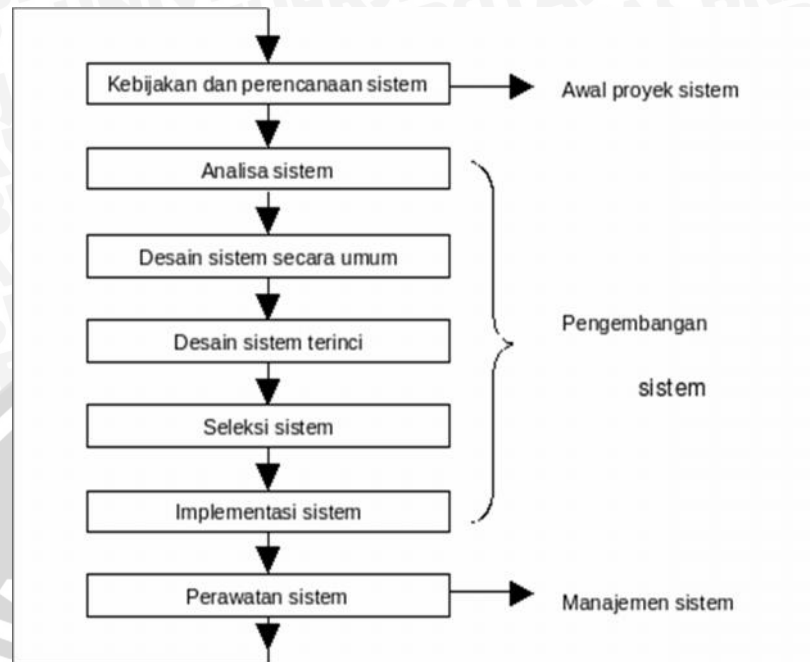 Kebijakan dan perencanaan sistem
Awal proyek sistem
Analisa sistem
Desain sistem secara umum
Desain sistem terinci
Pengembangan
sistem
Seleksi sistem
Implementasi sistem
Perawatan sistem
Manajemen sistem